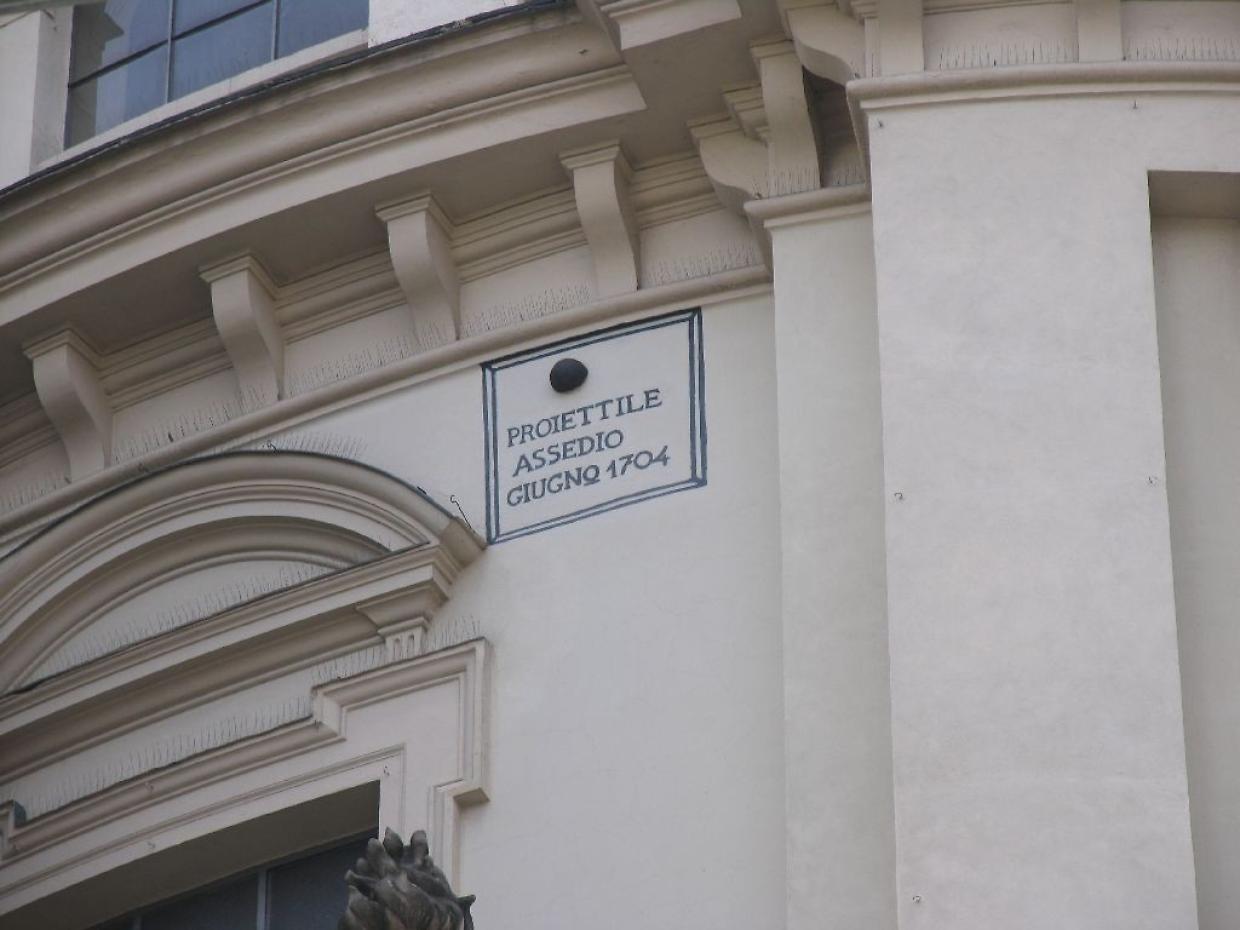 PROIETTILE
ASSEDIO
GIUGNO 1704